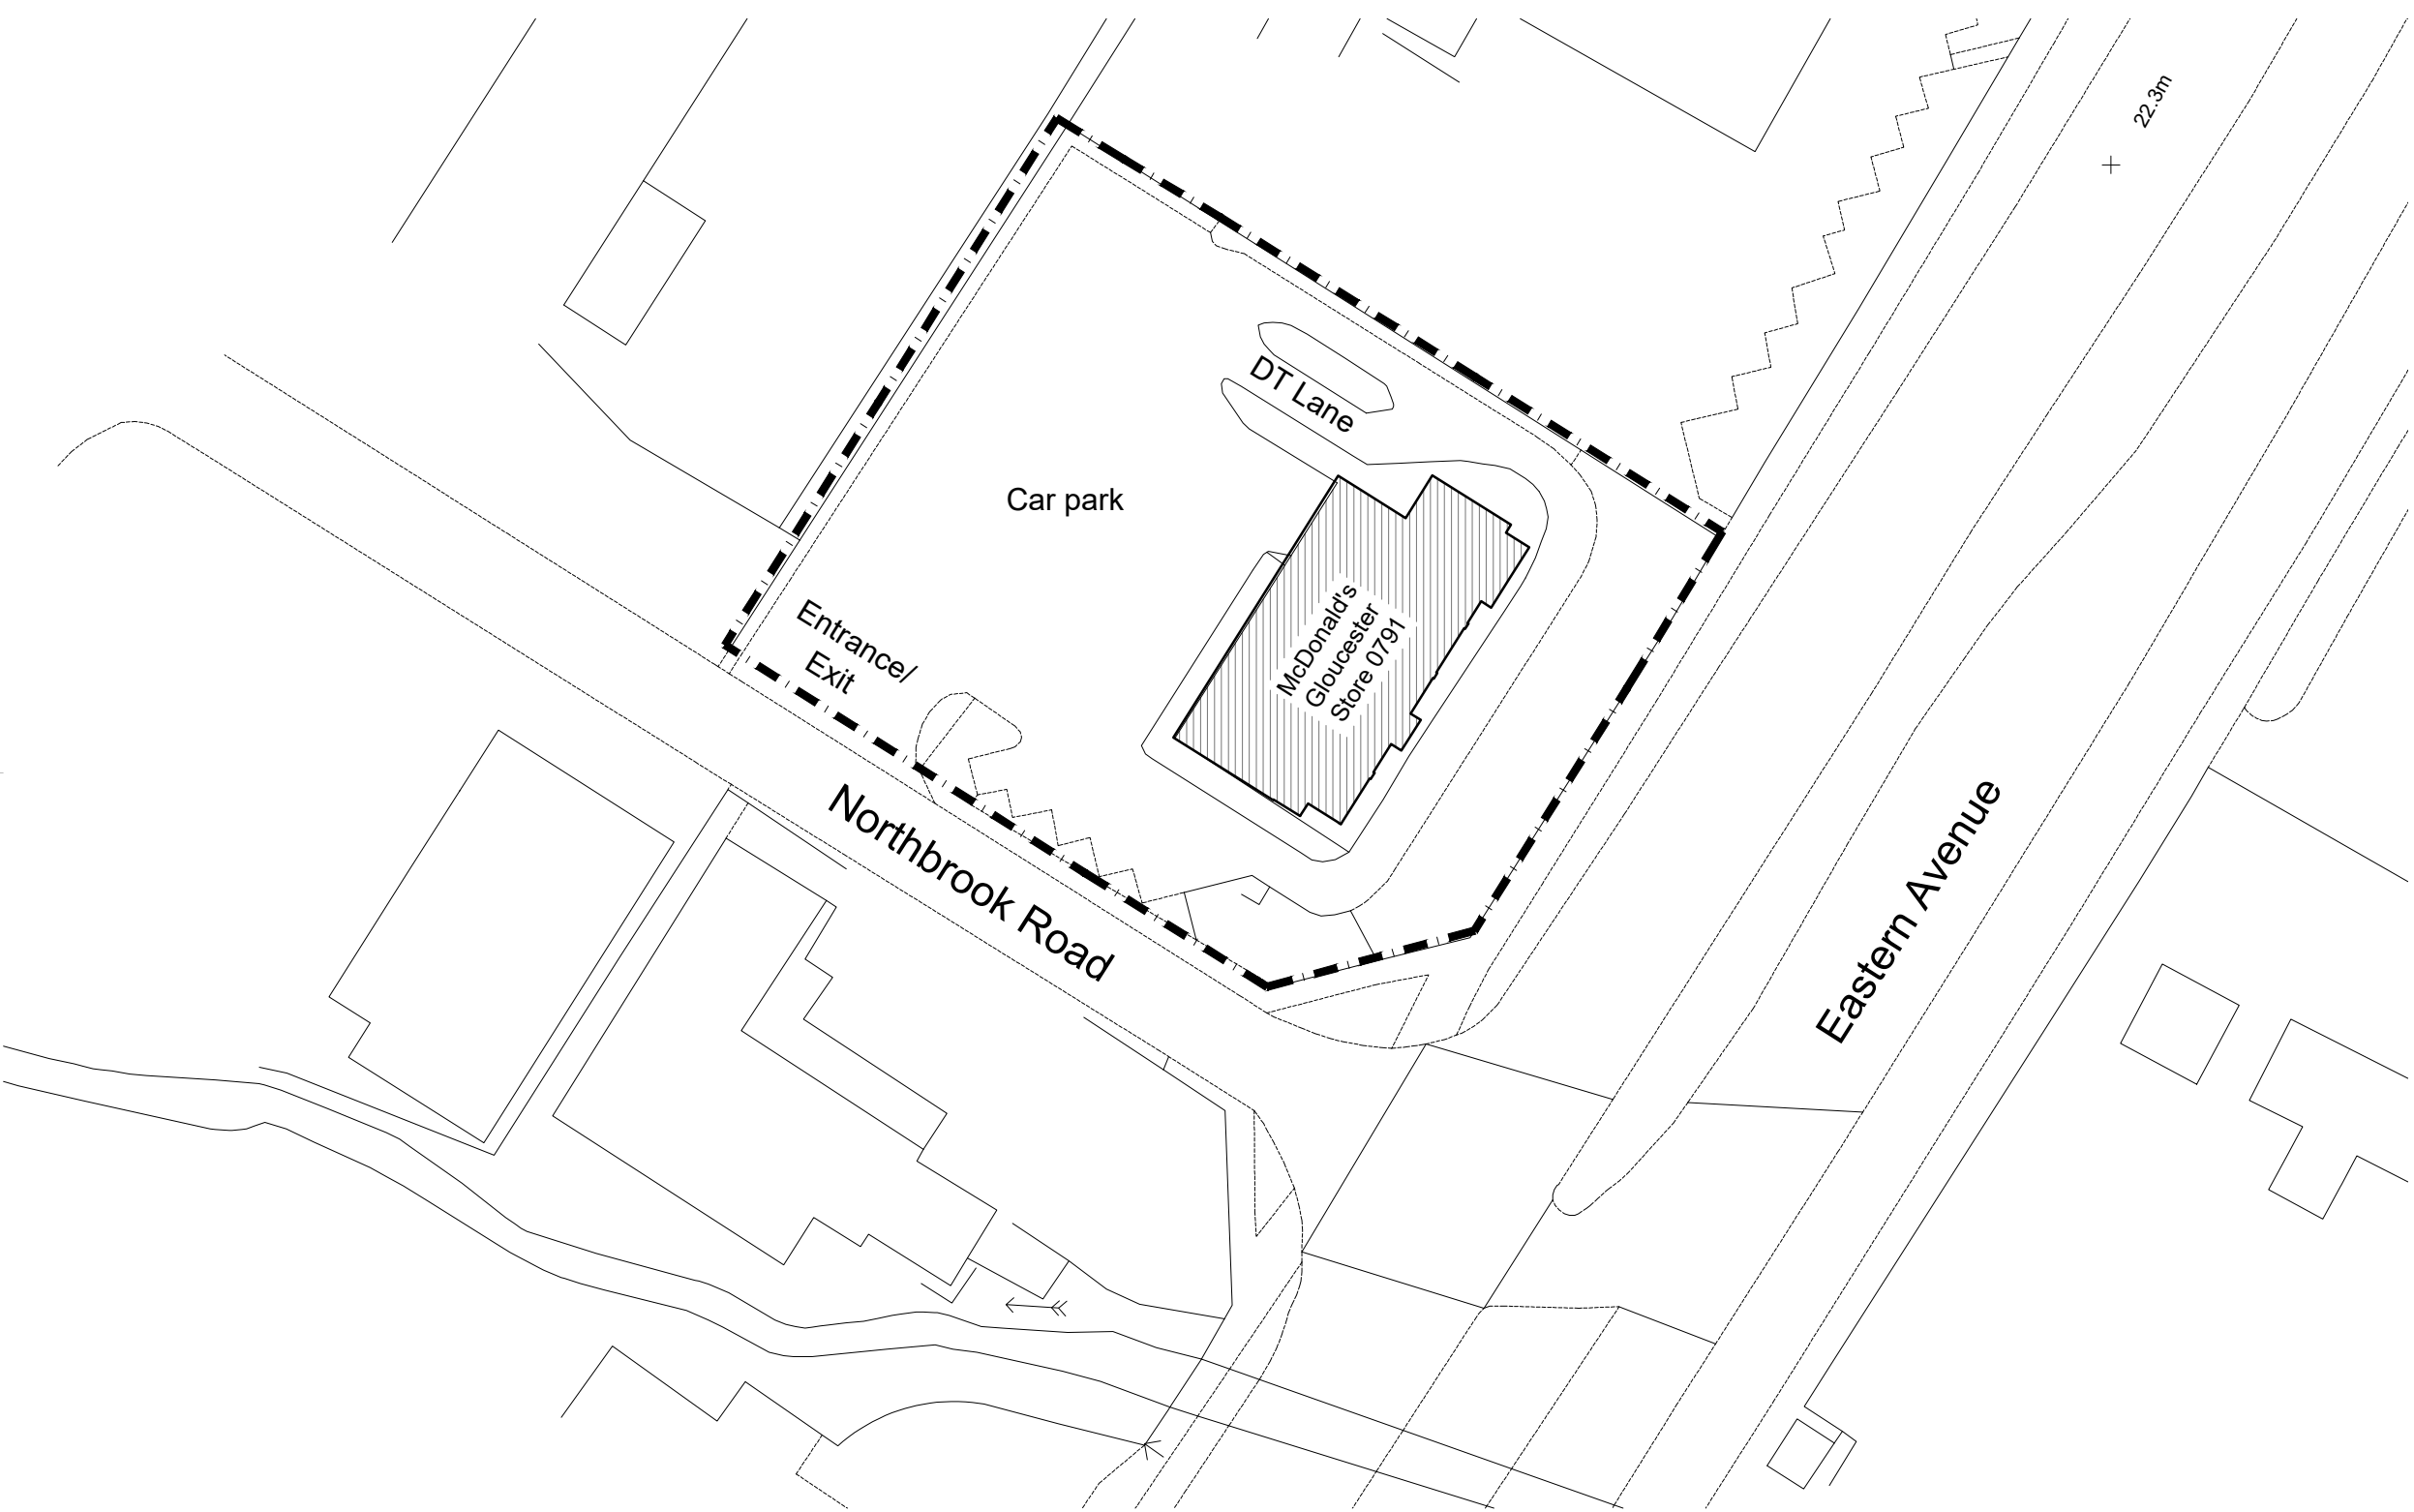 22.3m
DT Lane
Car park
Entrance/
Exit
McDonald's
Gloucester
Store 0791
Northbrook Road
Eastern Avenue